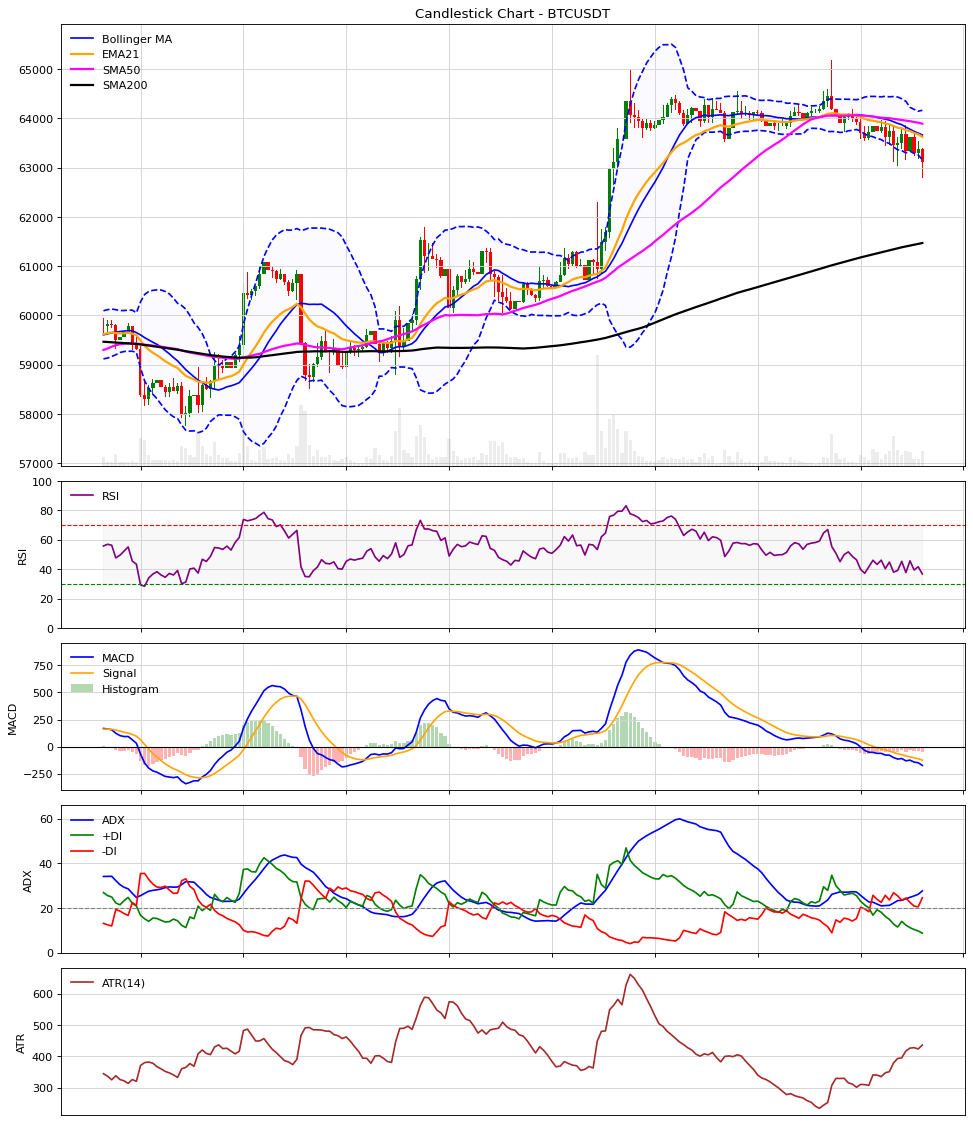 Candlestick Chart - BTCUSDT
Bollinger MA
EMA21
SMA50
SMA200
65000
64000
63000
62000
61000
60000
59000
58000
57000
RSI
100
80
60
40
20
0
RSI
MACD
Signal
Histogram
750
500
250
0
−250
MACD
ADX
+DI
-DI
60
40
20
0
ADX
ATR(14)
600
500
400
300
ATR